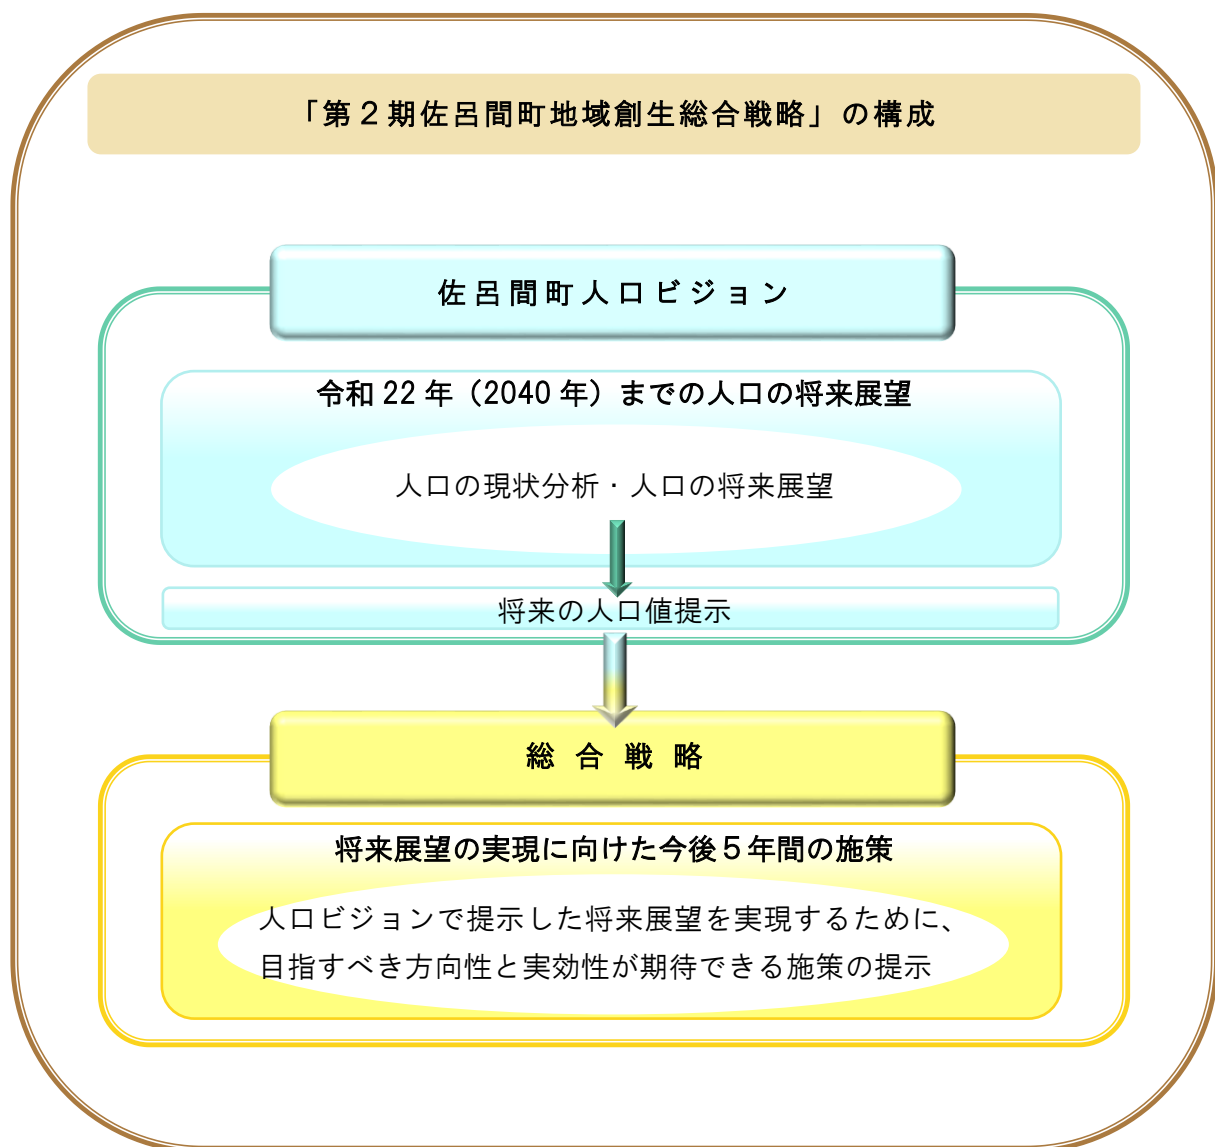 「第２期佐呂間町地域創生総合戦略」の構成
佐呂間町人口ビジョン
令和 22 年（2040 年）までの人口の将来展望
人口の現状分析・人口の将来展望
将来の人口値提示
総合戦略
将来展望の実現に向けた今後５年間の施策
人口ビジョンで提示した将来展望を実現するために、
目指すべき方向性と実効性が期待できる施策の提示